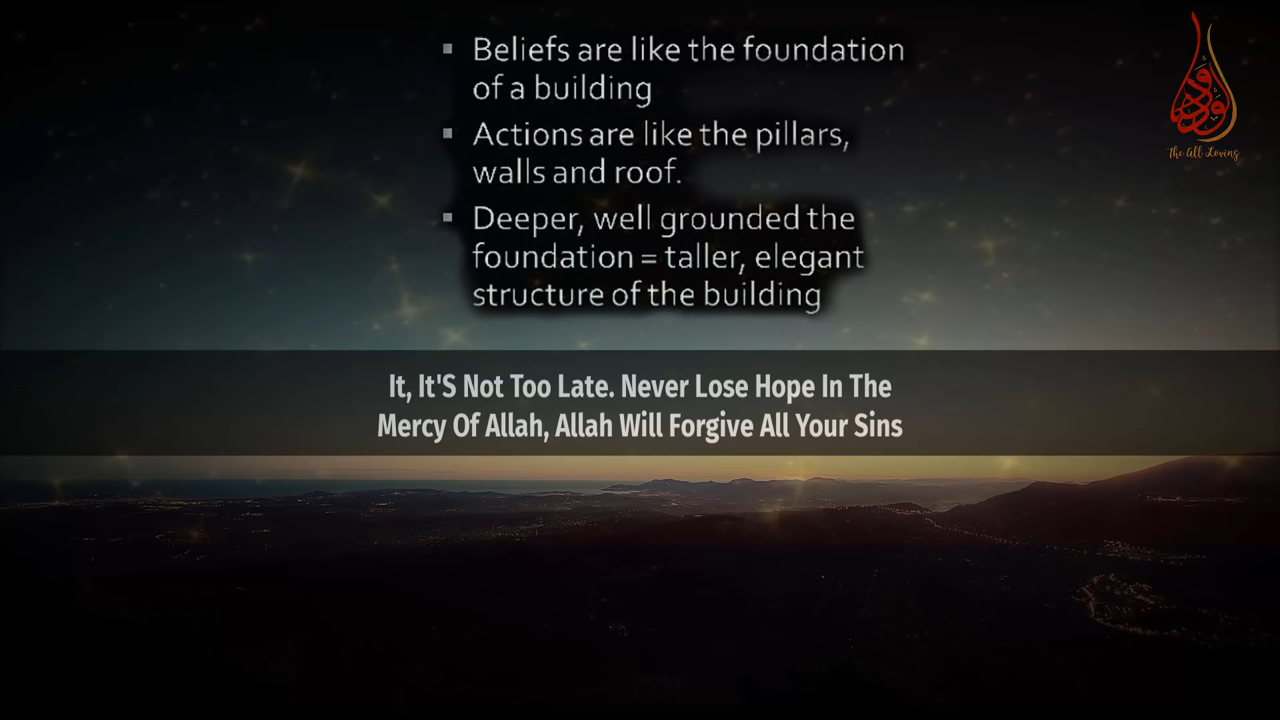 ▪ Beliefs are like the foundation
of a building
▪ Actions are like the pillars,
walls and roof.
▪ Deeper, well grounded the
foundation = taller, elegant
structure of the building
It, It'S Not Too Late. Never Lose Hope In The
Mercy Of Allah, Allah Will Forgive All Your Sins
الودود
The All Loving